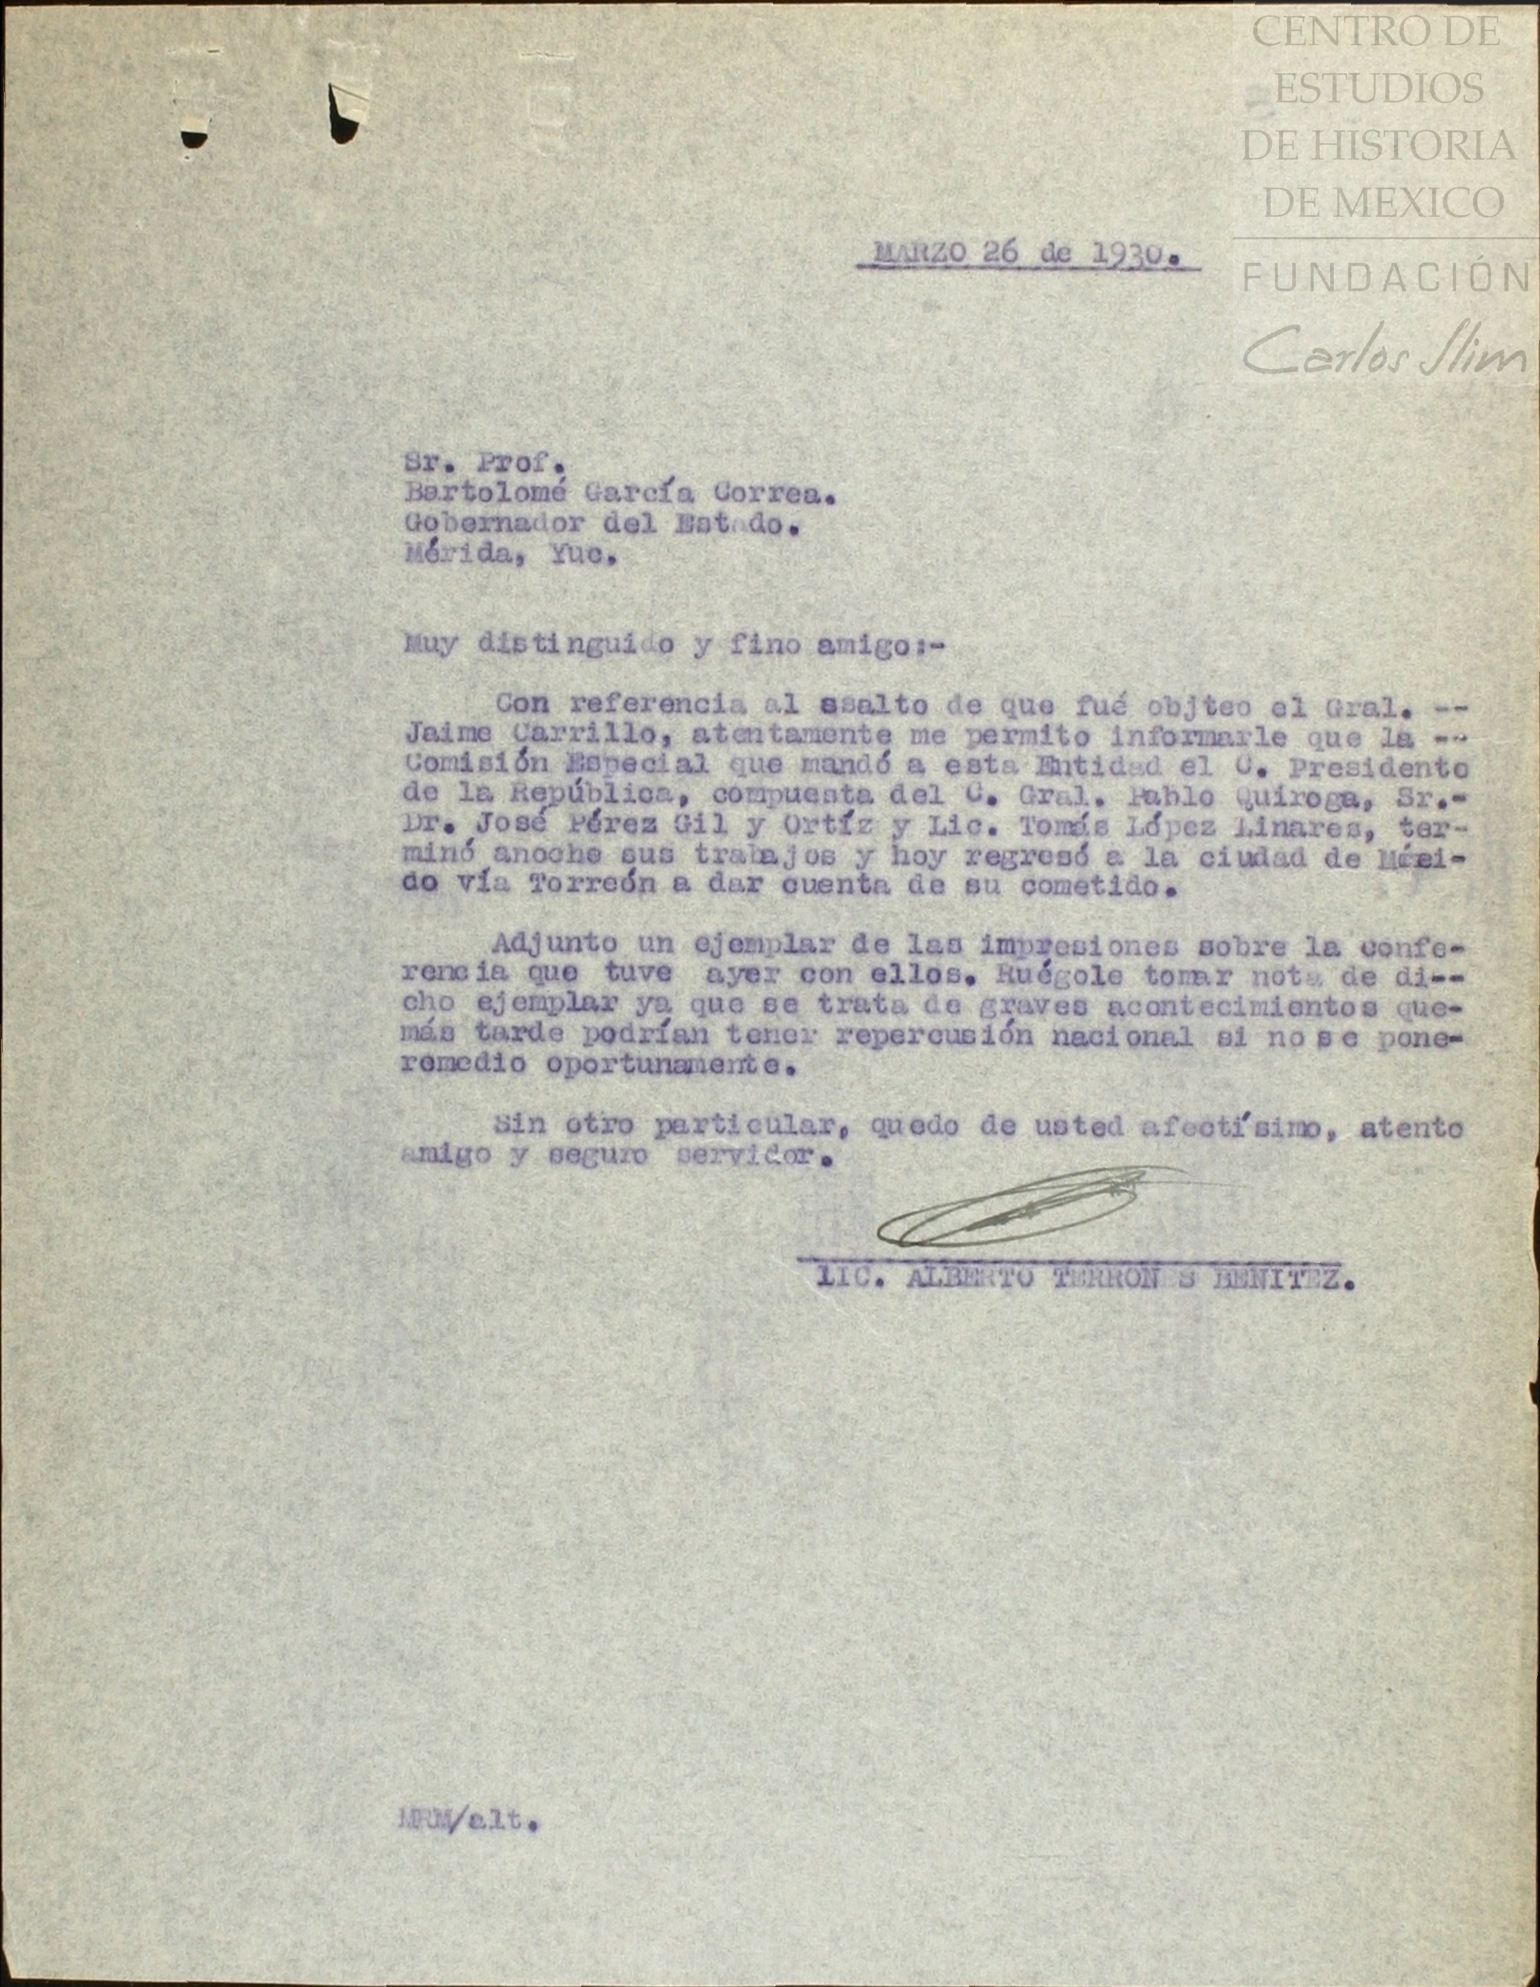 CENTRO DE
ESTUDIOS
DE HISTORIA
DE MEXICO
FUNDACIÓN
Carlos Slim
MARZO 26 de 1930.
Sr. Prof.
Bartolomé García Correa.
Gobernador del Estado.
Mérida, Yuc.
Muy distinguido y fino amigo:-
Con referencia al asalto de que fué objteo el Gral. --
Jaime Carrillo, atentamente me permito informarle que la --
Comisión Especial que mandó a esta Entidad el C. Presidente
de la República, compuesta del C. Gral. Pablo Quiroga, Sr.-
Dr. José Pérez Gil y Ortíz y Lic. Tomás López Linares, ter-
minó anoche sus trabajos y hoy regresó a la ciudad de Méxi-
co vía Torreón a dar cuenta de su cometido.
Adjunto un ejemplar de las impresiones sobre la confe-
rencia que tuve ayer con ellos. Ruégole tomar nota de di--
cho ejemplar ya que se trata de graves acontecimientos que-
más tarde podrían tener repercusión nacional si no se pone-
remedio oportunamente.
Sin otro particular, quedo de usted afectísimo, atento
amigo y seguro servidor.
LIC. ALBERTO TERRONES BENITEZ.
MRM/alt.